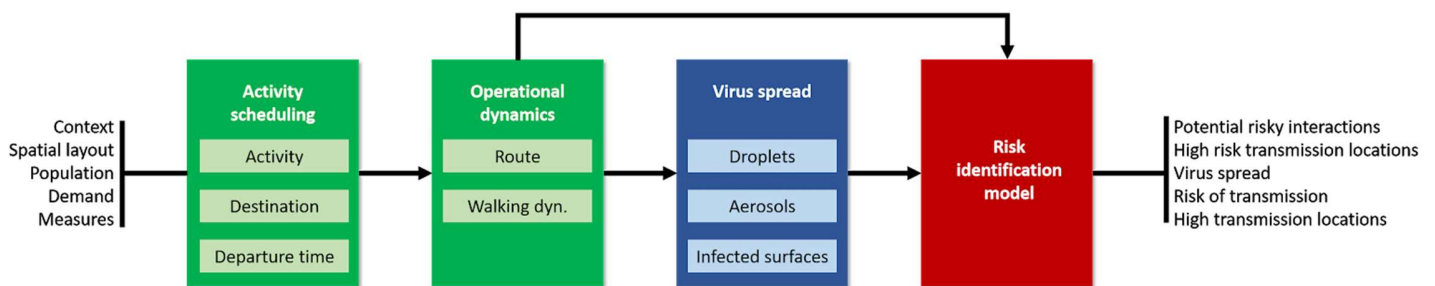 Context
Spatial layout
Population
Demand
Measures
Activity
scheduling
Activity
Destination
Departure time
Operational
dynamics
Route
Walking dyn.
Virus spread
Droplets
Aerosols
Infected surfaces
Risk
identification
model
Potential risky interactions
High risk transmission locations
Virus spread
Risk of transmission
High transmission locations